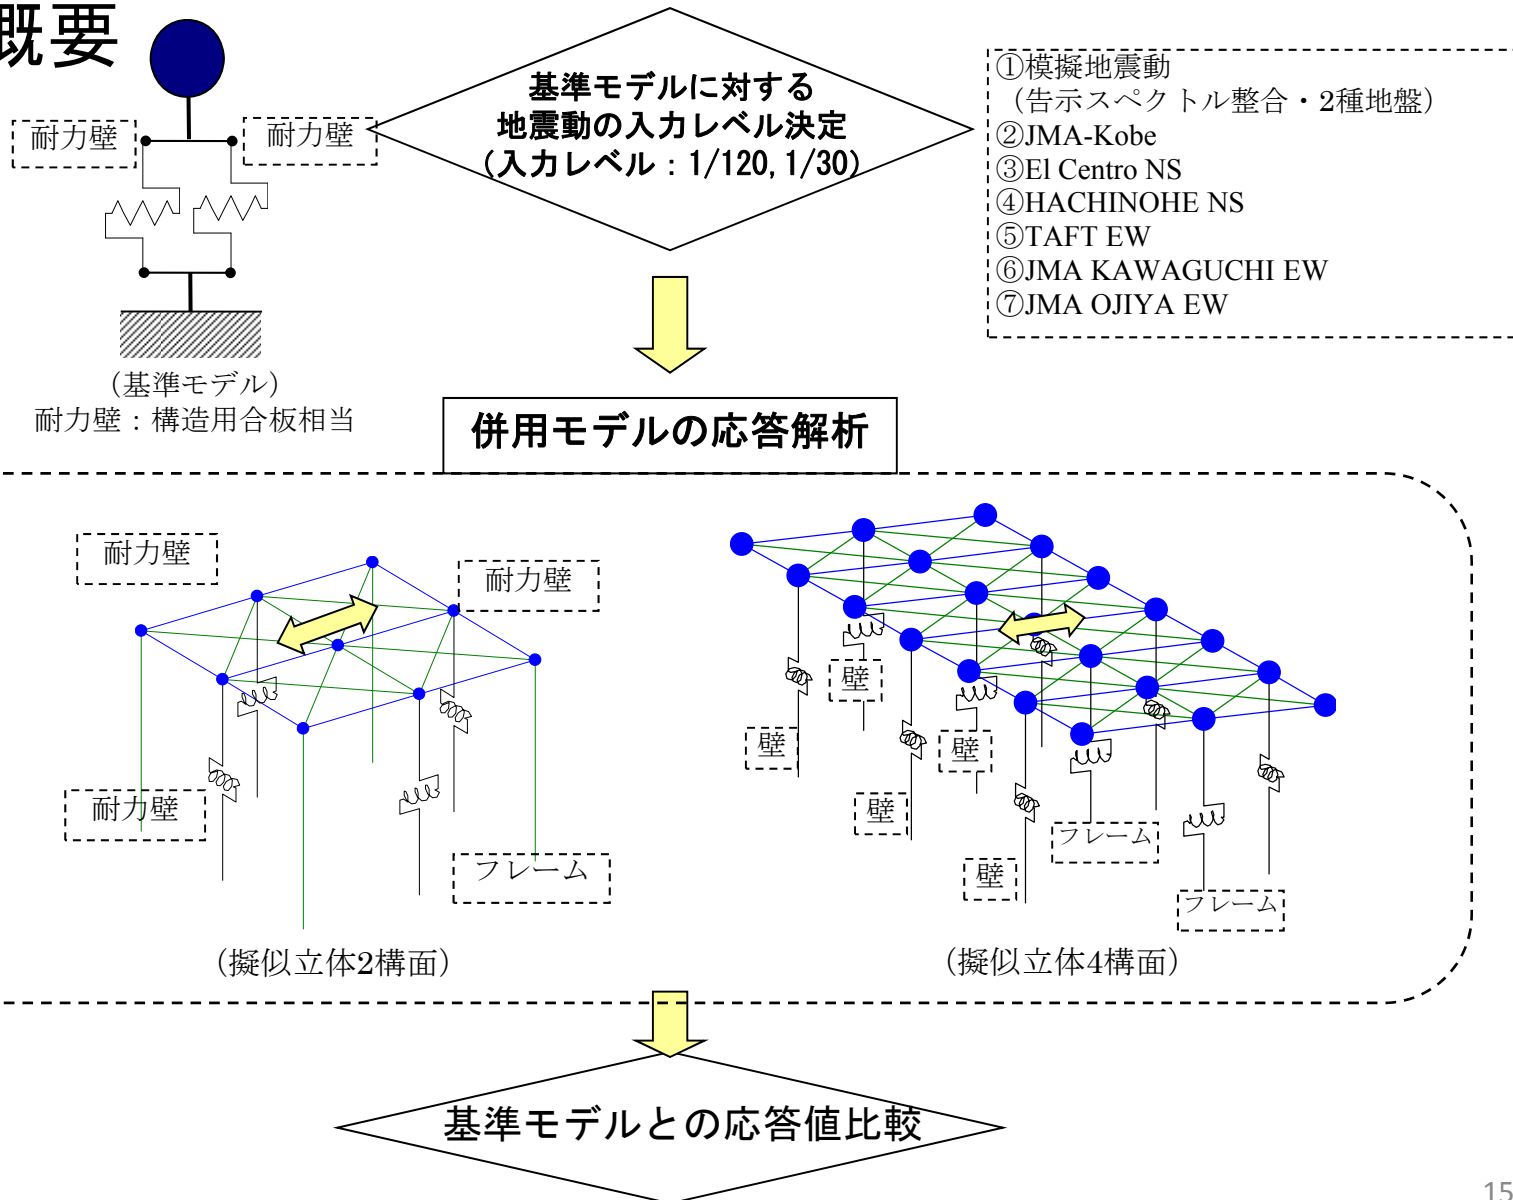 概要
耐力壁
耐力壁
基準モデルに対する
地震動の入力レベル決定
(入力レベル：1/120, 1/30)
①模擬地震動
（告示スペクトル整合・2種地盤）
②JMA-Kobe
③El Centro NS
④HACHINOHE NS
⑤TAFT EW
⑥JMA KAWAGUCHI EW
⑦JMA OJIYA EW
（基準モデル）
耐力壁：構造用合板相当
併用モデルの応答解析
耐力壁
耐力壁
耐力壁
フレーム
（擬似立体2構面）
壁
壁
壁
壁
壁
フレーム
フレーム
（擬似立体4構面）
基準モデルとの応答値比較
15